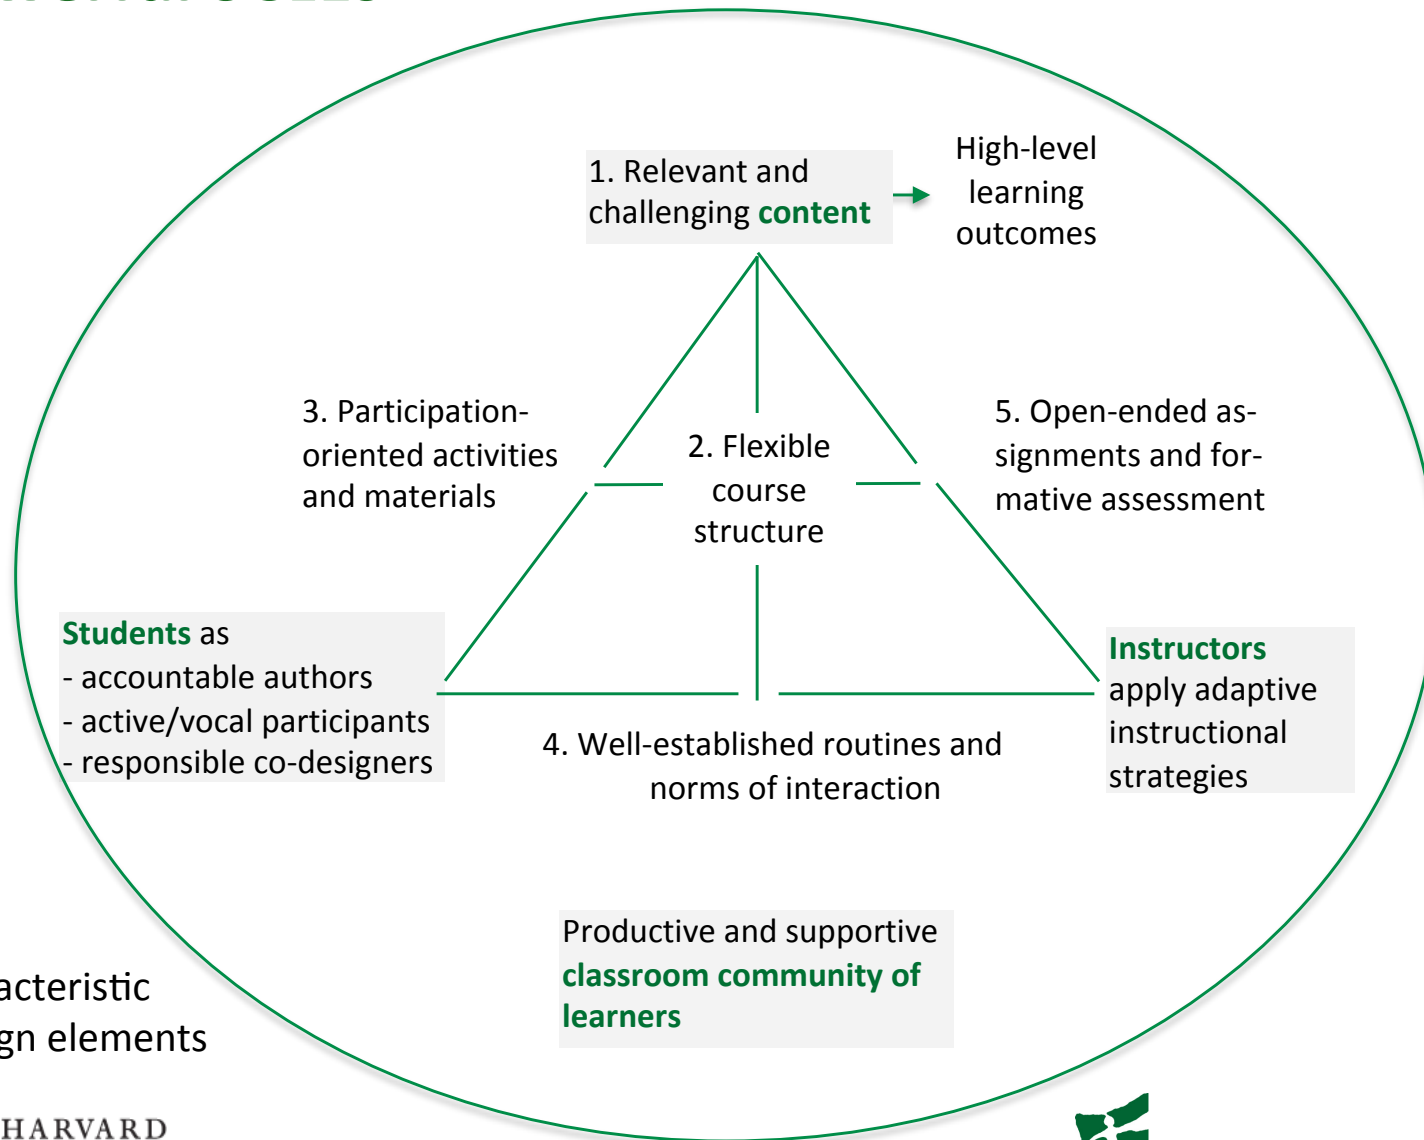 1. Relevant and
challenging content
High-level
learning
outcomes
3. Participation-
oriented activities
and materials
2. Flexible
course
structure
5. Open-ended as-
signments and for-
mative assessment
Students as
- accountable authors
- active/vocal participants
- responsible co-designers
Instructors
apply adaptive
instructional
strategies
4. Well-established routines and
norms of interaction
Productive and supportive
classroom community of
learners
acteristic
gn elements
HARVARD